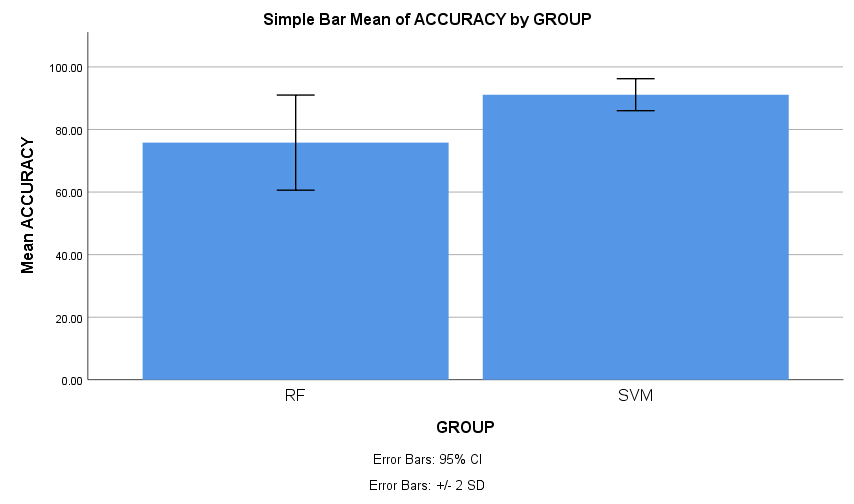 Simple Bar Mean of ACCURACY by GROUP
Mean ACCURACY
100.00
80.00
60.00
40.00
20.00
0.00
RF SVM
GROUP
Error Bars: 95% CI
Error Bars: +/- 2 SD